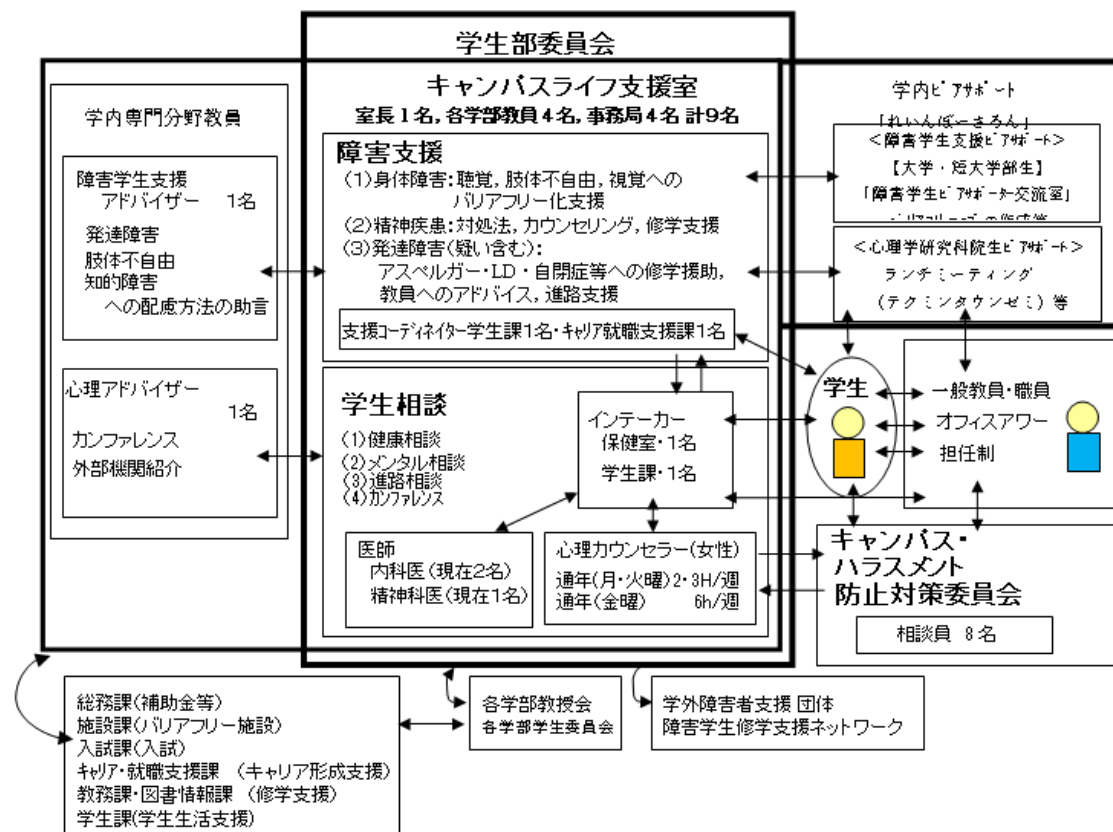 学生部委員会
キャンパスライフ支援室
室長1名，各学部教員4名，事務局4名 計9名
学内専門分野教員
障害学生支援
アドバイザー 1名
発達障害
肢体不自由
知的障害
への配慮方法の助言
心理アドバイザー
1名
カンファレンス
外部機関紹介
障害支援
(1)身体障害：聴覚，肢体不自由，視覚への
バリアフリー化支援
(2)精神疾患：対処法，カウンセリング，修学支援
(3)発達障害(疑い含む)：
アスペルガー・LD・自閉症等への修学援助，
教員へのアドバイス，進路支援
支援コーディネイター学生課1名・キャリア就職支援課1名
学生相談
(1)健康相談
(2)メンタル相談
(3)進路相談
(4)カンファレンス
インテーカー
保健室・1名
学生課・1名
医師
内科医(現在2名)
精神科医(現在1名)
心理カウンセラー(女性)
通年(月・火曜)2・3H/週
通年(金曜) 6h/週
学内ピアサポート
「れいんぼーさろん」
＜障害学生支援ピアサポート＞
【大学・短大学部生】
「障害学生ピアサポーター交流室」
＜心理学研究科院生ピアサポート＞
ランチミーティング
(テクミンタウンゼミ)等
学生
一般教員・職員
オフィスアワー
担任制
キャンパス・
ハラスメント
防止対策委員会
相談員 8名
総務課(補助金等)
施設課(バリアフリー施設)
入試課(入試)
キャリア・就職支援課 (キャリア形成支援)
教務課・図書情報課 (修学支援)
学生課(学生生活支援)
各学部教授会
各学部学生委員会
学外障害者支援 団体
障害学生修学支援ネットワーク